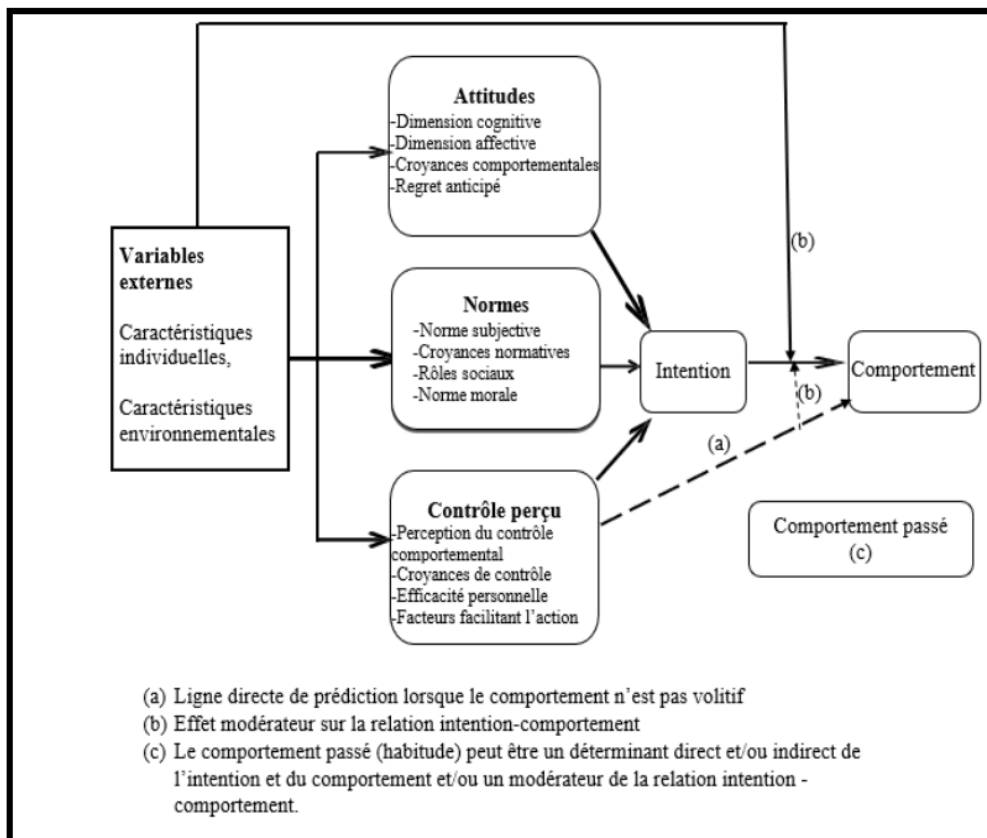 Attitudes
-Dimension cognitive
-Dimension affective
-Croyances comportementales
-Regret anticipé
(b)
Variables
externes
Caractéristiques
individuelles,
Caractéristiques
environnementales
Normes
-Norme subjective
-Croyances normatives
-Rôles sociaux
-Norme morale
Intention
Comportement
(b)
(a)
Contrôle perçu
-Perception du contrôle
comportemental
-Croyances de contrôle
-Efficacité personnelle
-Facteurs facilitant l’action
Comportement passé
(c)
(a) Ligne directe de prédiction lorsque le comportement n’est pas volitif
(b) Effet modérateur sur la relation intention-comportement
(c) Le comportement passé (habitude) peut être un déterminant direct et/ou indirect de
l’intention et du comportement et/ou un modérateur de la relation intention -
comportement.